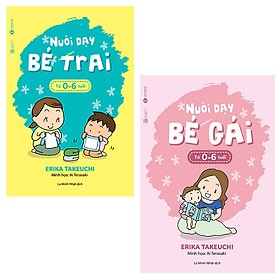 NUÔI DẠY
BÉ TRAI
TỪ 0-6 TUỔI
ERIKA TAKEUCHI
Minh họa: Ai Terasaki
La Minh Nhật dịch
NUÔI DẠY
BÉ GÁI
TỪ 0-6 TUỔI
ERIKA TAKEUCHI
Minh họa: Ai Terasaki
La Minh Nhật dịch